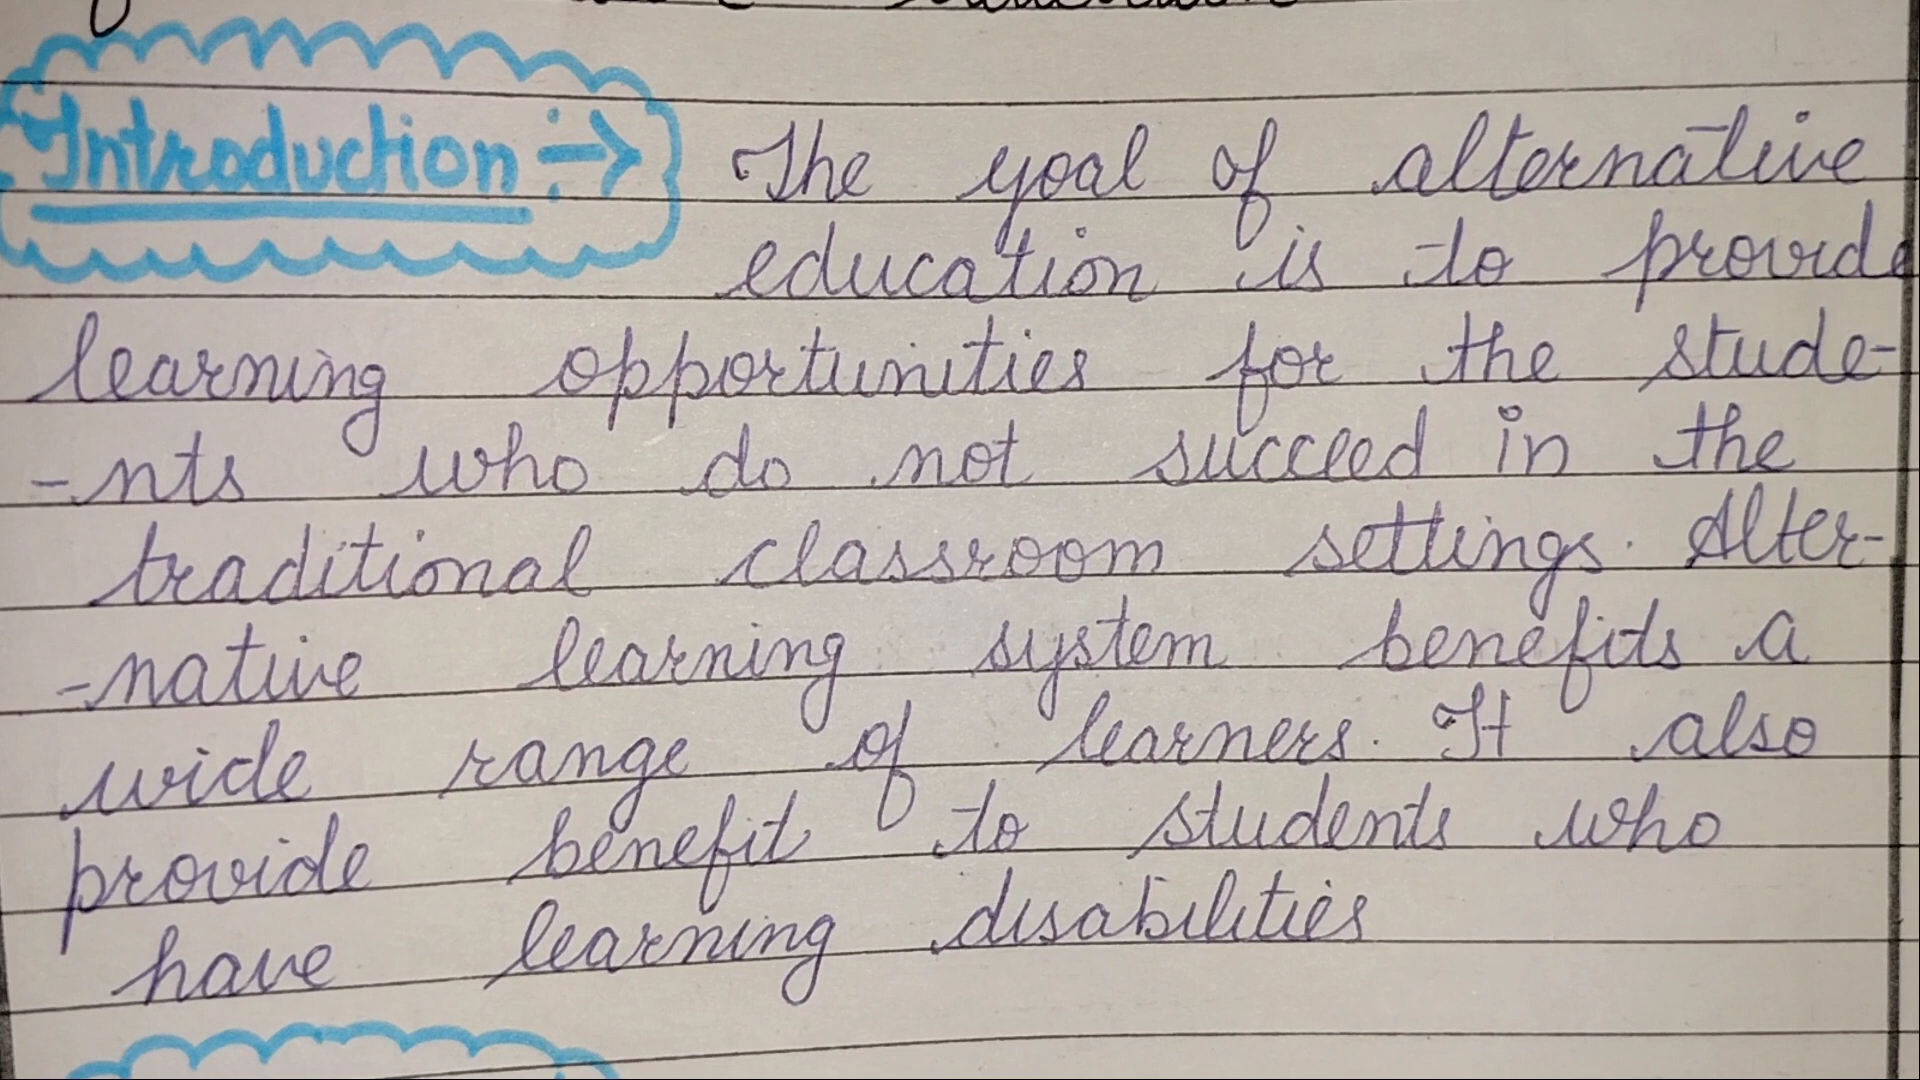 Introduction :→ The goal of alternative
education is to provide
learning opportunities for the stude-
-nts who do not succeed in the
traditional classroom settings. Alter-
-native learning system benefits a
wide range of learners. It also
provide benefit to students who
have learning disabilities